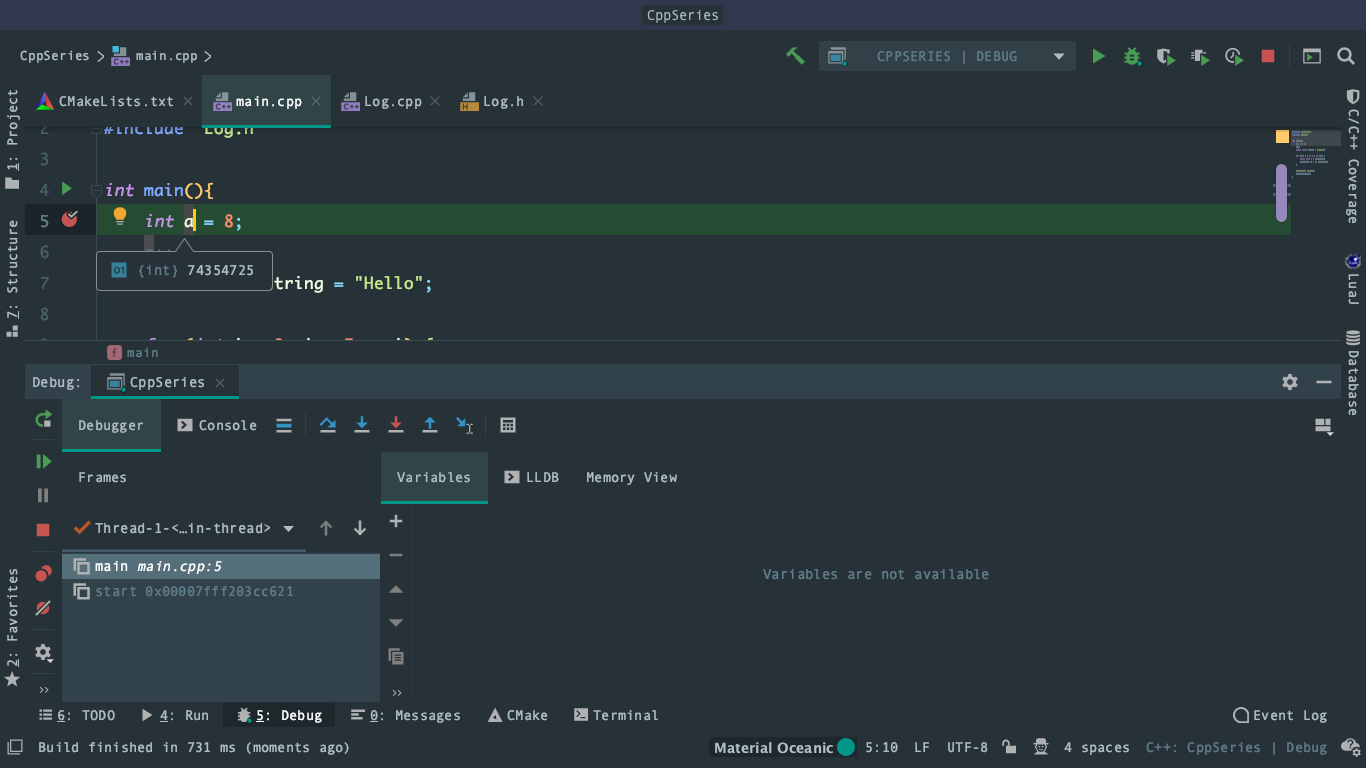 CppSeries
CppSeries > main.cpp >
CPPSERIES | DEBUG
CMakeLists.txt
main.cpp
Log.cpp
Log.h
1: Project
Z: Structure
2: Favorites
C/C++ Coverage
LuaJ
Database
2 #include "Log.h"
3
4 int main(){
5 int a = 8;
6
01 {int} 74354725
7 tring = "Hello";
8
main
Debug: CppSeries
Debugger
Console
Frames
Variables
LLDB
Memory View
Thread-1-<…in-thread>
main main.cpp:5
start 0x00007fff203cc621
Variables are not available
6: TODO
4: Run
5: Debug
0: Messages
CMake
Terminal
Event Log
Build finished in 731 ms (moments ago)
Material Oceanic
5:10
LF
UTF-8
4 spaces
C++: CppSeries | Debug